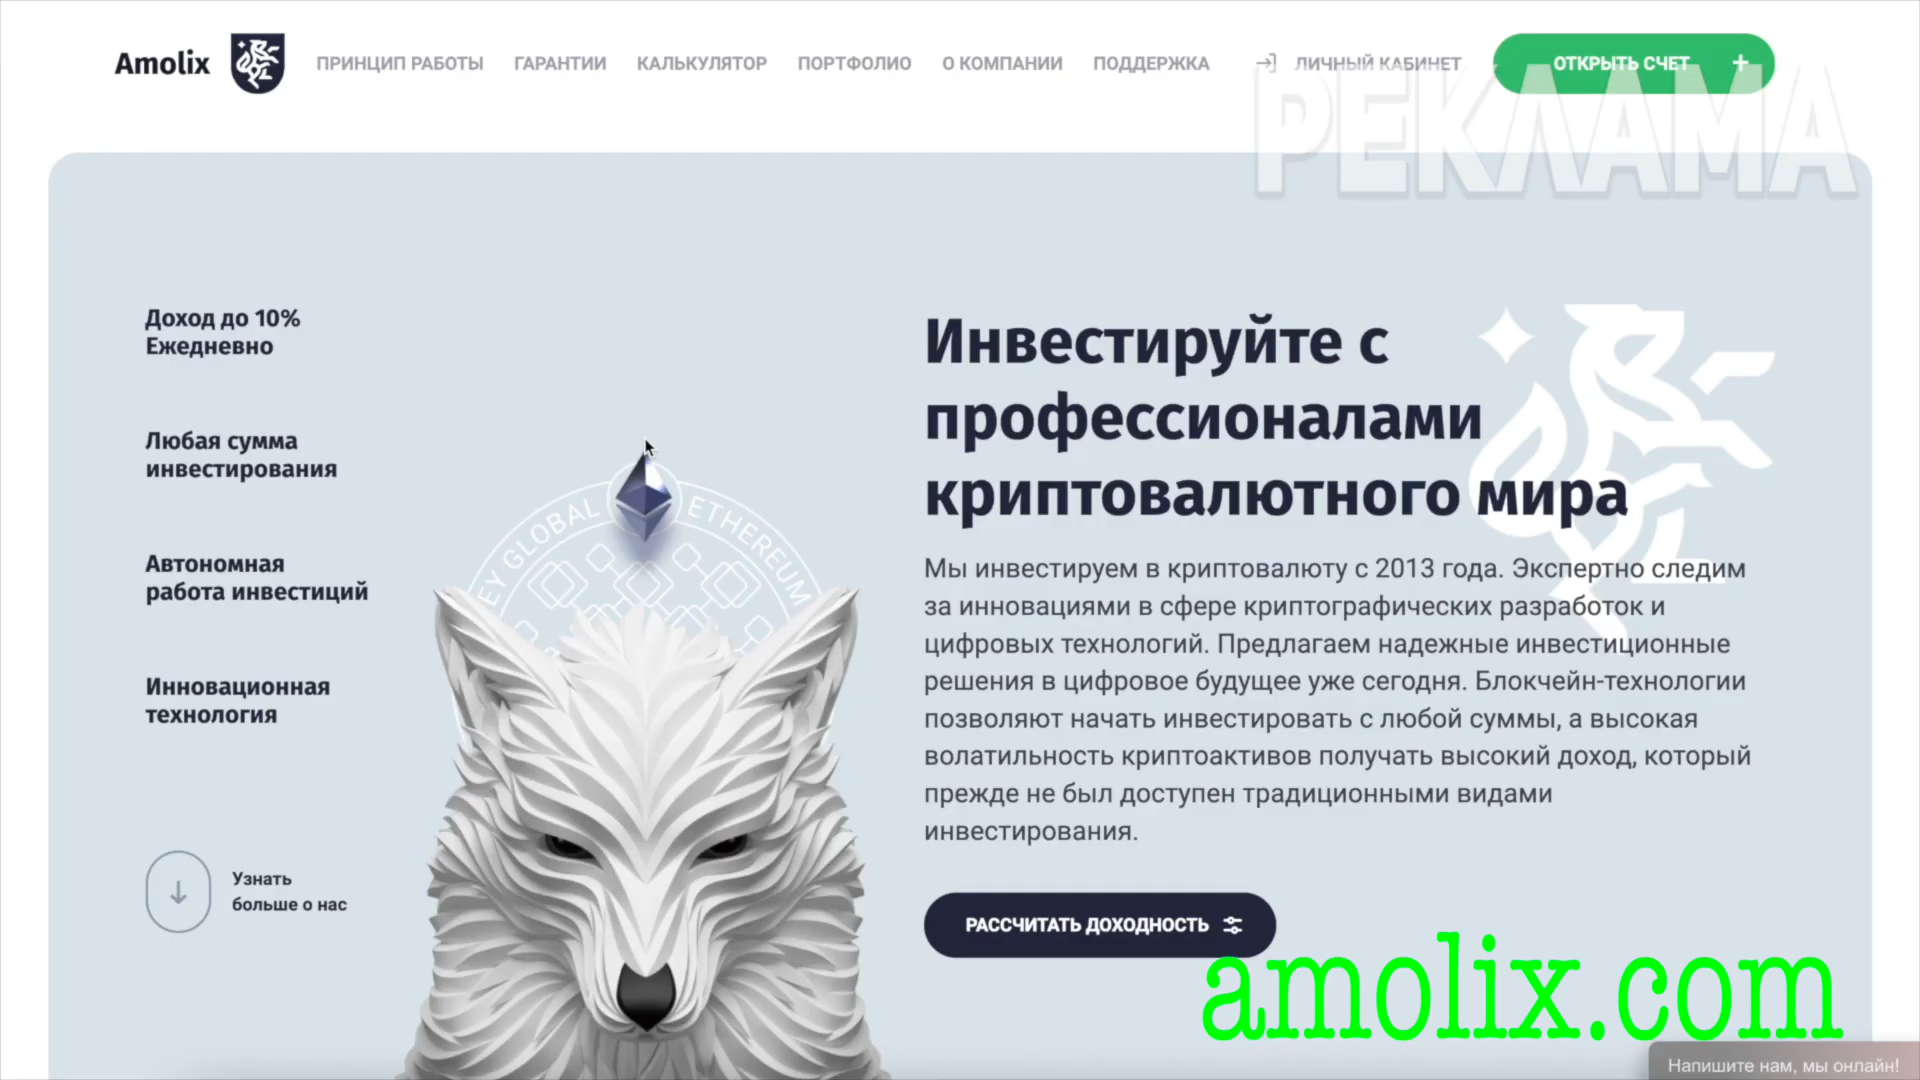 Amolix
ПРИНЦИП РАБОТЫ
ГАРАНТИИ
КАЛЬКУЛЯТОР
ПОРТФОЛИО
О КОМПАНИИ
ПОДДЕРЖКА
ЛИЧНЫЙ КАБИНЕТ
ОТКРЫТЬ СЧЕТ +
РЕКЛАМА
Доход до 10%
Ежедневно
Любая сумма
инвестирования
Автономная
работа инвестиций
Инновационная
технология
Узнать
больше о нас
EY GLOBAL ETHEREUM
Инвестируйте с
профессионалами
криптовалютного мира
Мы инвестируем в криптовалюту с 2013 года. Экспертно следим
за инновациями в сфере криптографических разработок и
цифровых технологий. Предлагаем надежные инвестиционные
решения в цифровое будущее уже сегодня. Блокчейн-технологии
позволяют начать инвестировать с любой суммы, а высокая
волатильность криптоактивов получать высокий доход, который
прежде не был доступен традиционными видами
инвестирования.
РАССЧИТАТЬ ДОХОДНОСТЬ
amolix.com
Напишите нам, мы онлайн!